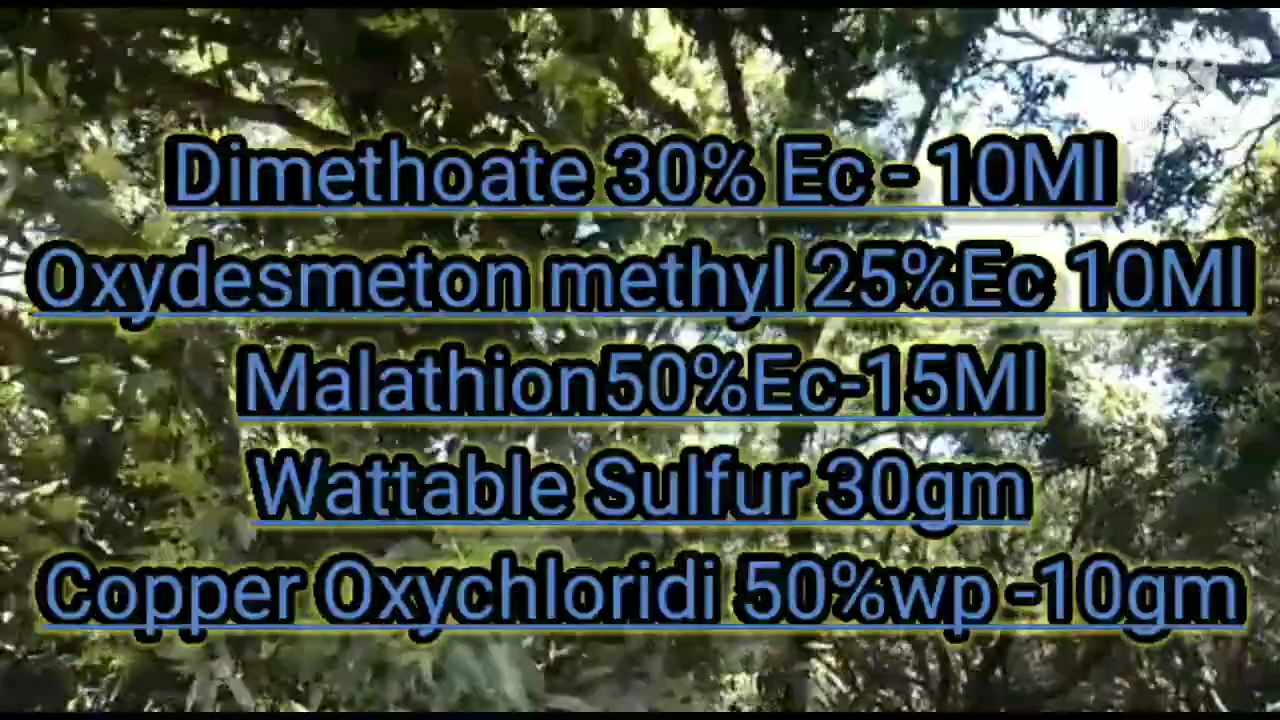 Dimethoate 30% Ec - 10Ml
Oxydesmeton methyl 25%Ec 10Ml
Malathion50%Ec-15Ml
Wattable Sulfur 30gm
Copper Oxychloridi 50%wp -10gm